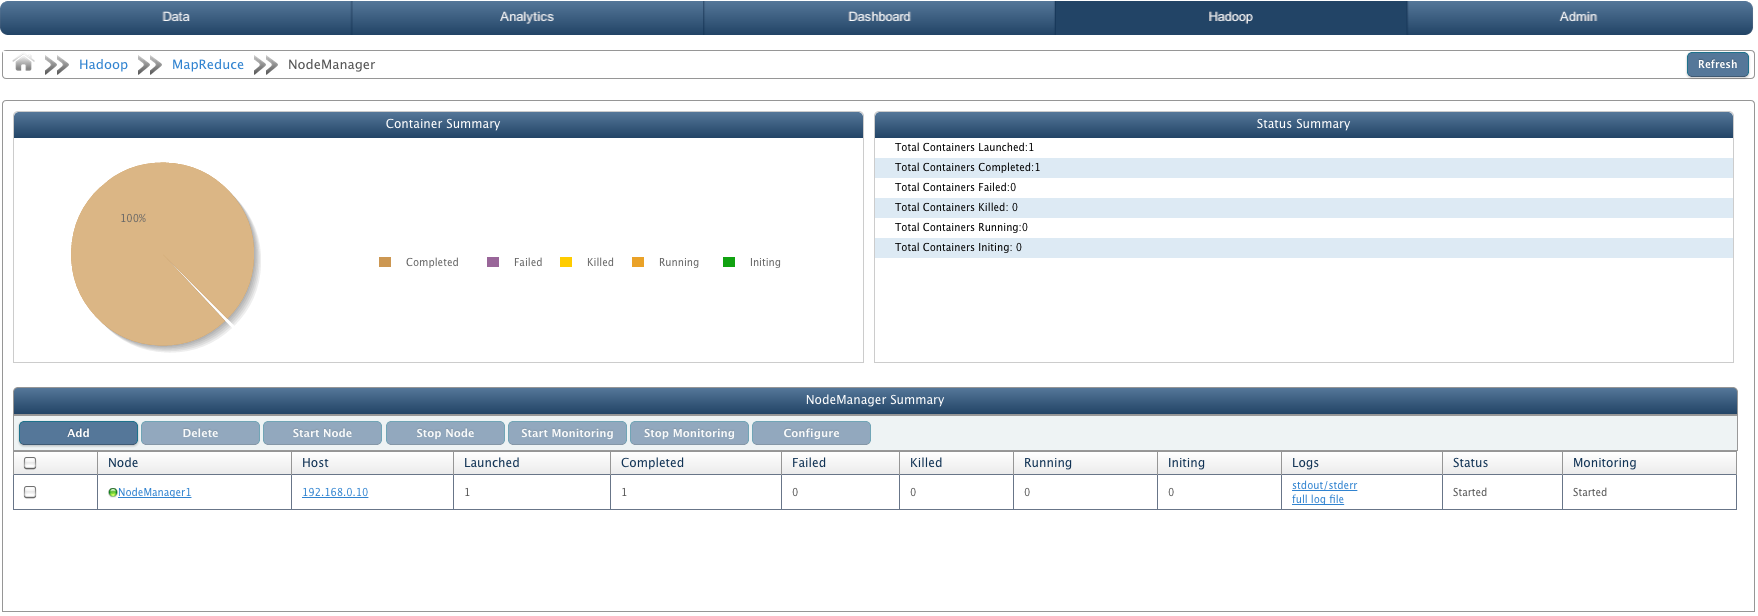 Data Analytics Dashboard Hadoop Admin
Hadoop MapReduce NodeManager Refresh
Container Summary
100%
Completed Failed Killed Running Initing
Status Summary
Total Containers Launched:1
Total Containers Completed:1
Total Containers Failed:0
Total Containers Killed: 0
Total Containers Running:0
Total Containers Initing: 0
NodeManager Summary
Add Delete Start Node Stop Node Start Monitoring Stop Monitoring Configure
Node Host Launched Completed Failed Killed Running Initing Logs Status Monitoring
NodeManager1 192.168.0.10 1 1 0 0 0 0 stdout/stderr Started Started
full log file